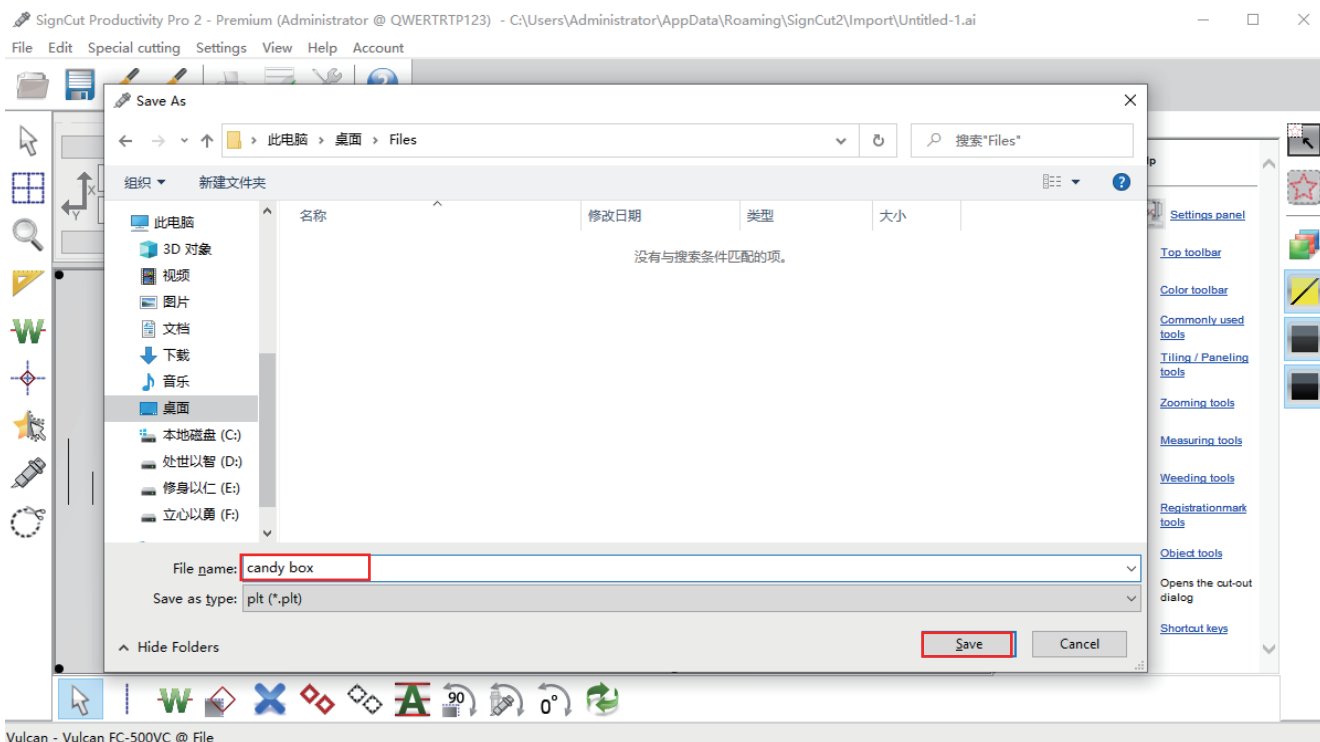 SignCut Productivity Pro 2 - Premium (Administrator @ QWERTRTP123) - C:\Users\Administrator\AppData\Roaming\SignCut2\Import\Untitled-1.ai
File Edit Special cutting Settings View Help Account
Save As
此电脑 › 桌面 › Files
搜索"Files"
组织 新建文件夹
?
名称 修改日期 类型 大小
没有与搜索条件匹配的项。
此电脑
3D 对象
视频
图片
文档
下载
音乐
桌面
本地磁盘 (C:)
处世以智 (D:)
修身以仁 (E:)
立心以勇 (F:)
File name: candy box
Save as type: plt (*.plt)
Hide Folders
Save Cancel
X
Y
lp
Settings panel
Top toolbar
Color toolbar
Commonly used
tools
Tiling / Paneling
tools
Zooming tools
Measuring tools
Weeding tools
Registrationmark
tools
Object tools
Opens the cut-out
dialog
Shortcut keys
W
W A 90 0°
Vulcan - Vulcan FC-500VC @ File